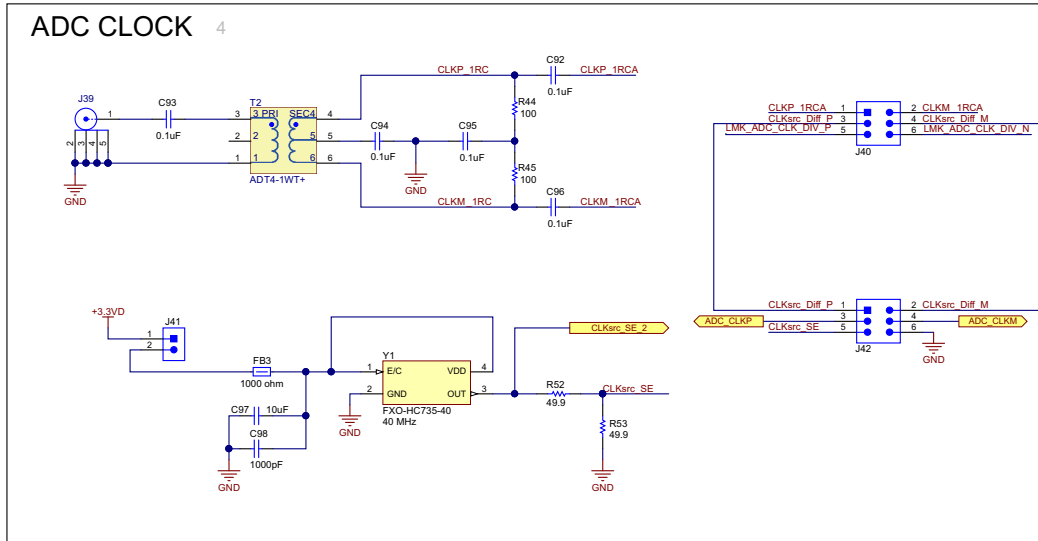 ADC CLOCK 4
J39
1
2
3
4
5
GND
C93
0.1uF
T2
3
3 PRI
SEC4
4
2
2
5
5
1
1
6
6
ADT4-1WT+
C94
0.1uF
GND
C95
0.1uF
CLKP_1RC
C92
0.1uF
CLKP_1RCA
R44
100
R45
100
CLKM_1RC
C96
0.1uF
CLKM_1RCA
CLKP_1RCA
1
2
CLKM_1RCA
CLKsrc_Diff_P
3
4
CLKsrc_Diff_M
LMK_ADC_CLK_DIV_P
5
6
LMK_ADC_CLK_DIV_N
J40
+3.3VD
J41
1
2
FB3
1000 ohm
C97
10uF
C98
1000pF
GND
GND
Y1
1
E/C
VDD
4
2
GND
OUT
3
FXO-HC735-40
40 MHz
CLKsrc_SE_2
R52
49.9
CLKsrc_SE
R53
49.9
GND
CLKsrc_Diff_P
1
2
CLKsrc_Diff_M
ADC_CLKP
3
4
ADC_CLKM
CLKsrc_SE
5
6
J42
GND